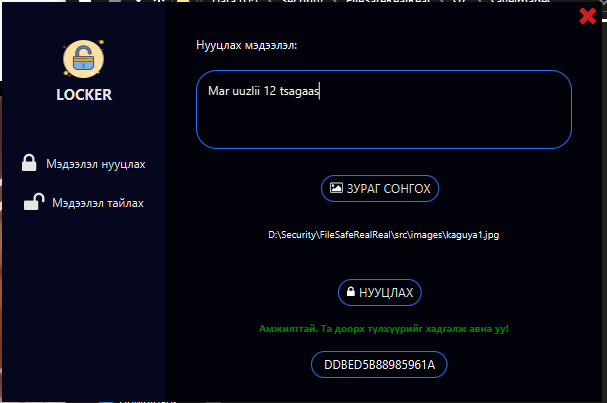 LOCKER
Мэдээлэл нууцлах
Мэдээлэл тайлах
Нууцлах мэдээлэл:
Mar uuzlii 12 tsagaas
ЗУРАГ СОНГОХ
D:\Security\FileSafeRealReal\src\images\kaguya1.jpg
НУУЦЛАХ
Амжилттай. Та доорх түлхүүрийг хадгалж авна уу!
DDBED5B88985961A